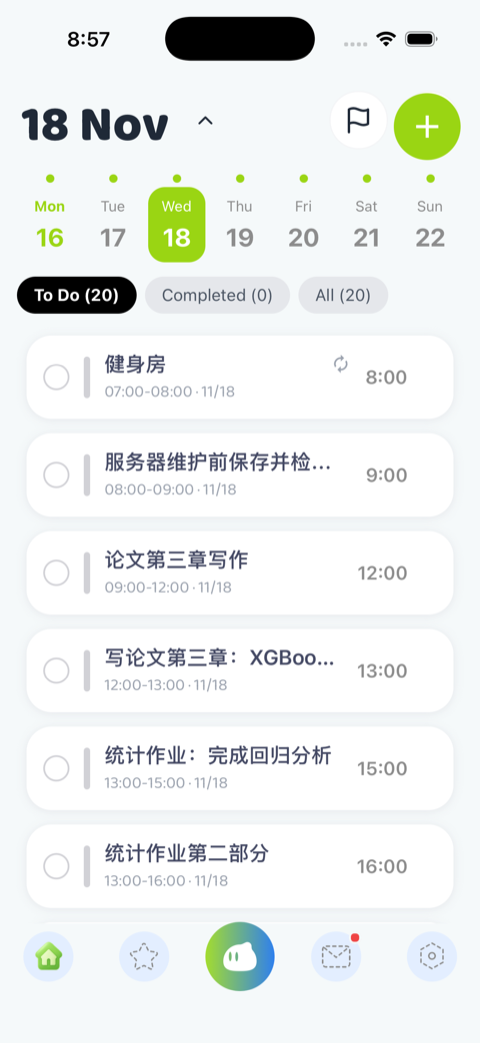 8:57
18 Nov
Mon Tue Wed Thu Fri Sat Sun
16 17 18 19 20 21 22
To Do (20) Completed (0) All (20)
健身房
8:00
07:00-08:00 · 11/18
服务器维护前保存并检...
9:00
08:00-09:00 · 11/18
论文第三章写作
12:00
09:00-12:00 · 11/18
写论文第三章：XGBoo...
13:00
12:00-13:00 · 11/18
统计作业：完成回归分析
15:00
13:00-15:00 · 11/18
统计作业第二部分
16:00
13:00-16:00 · 11/18